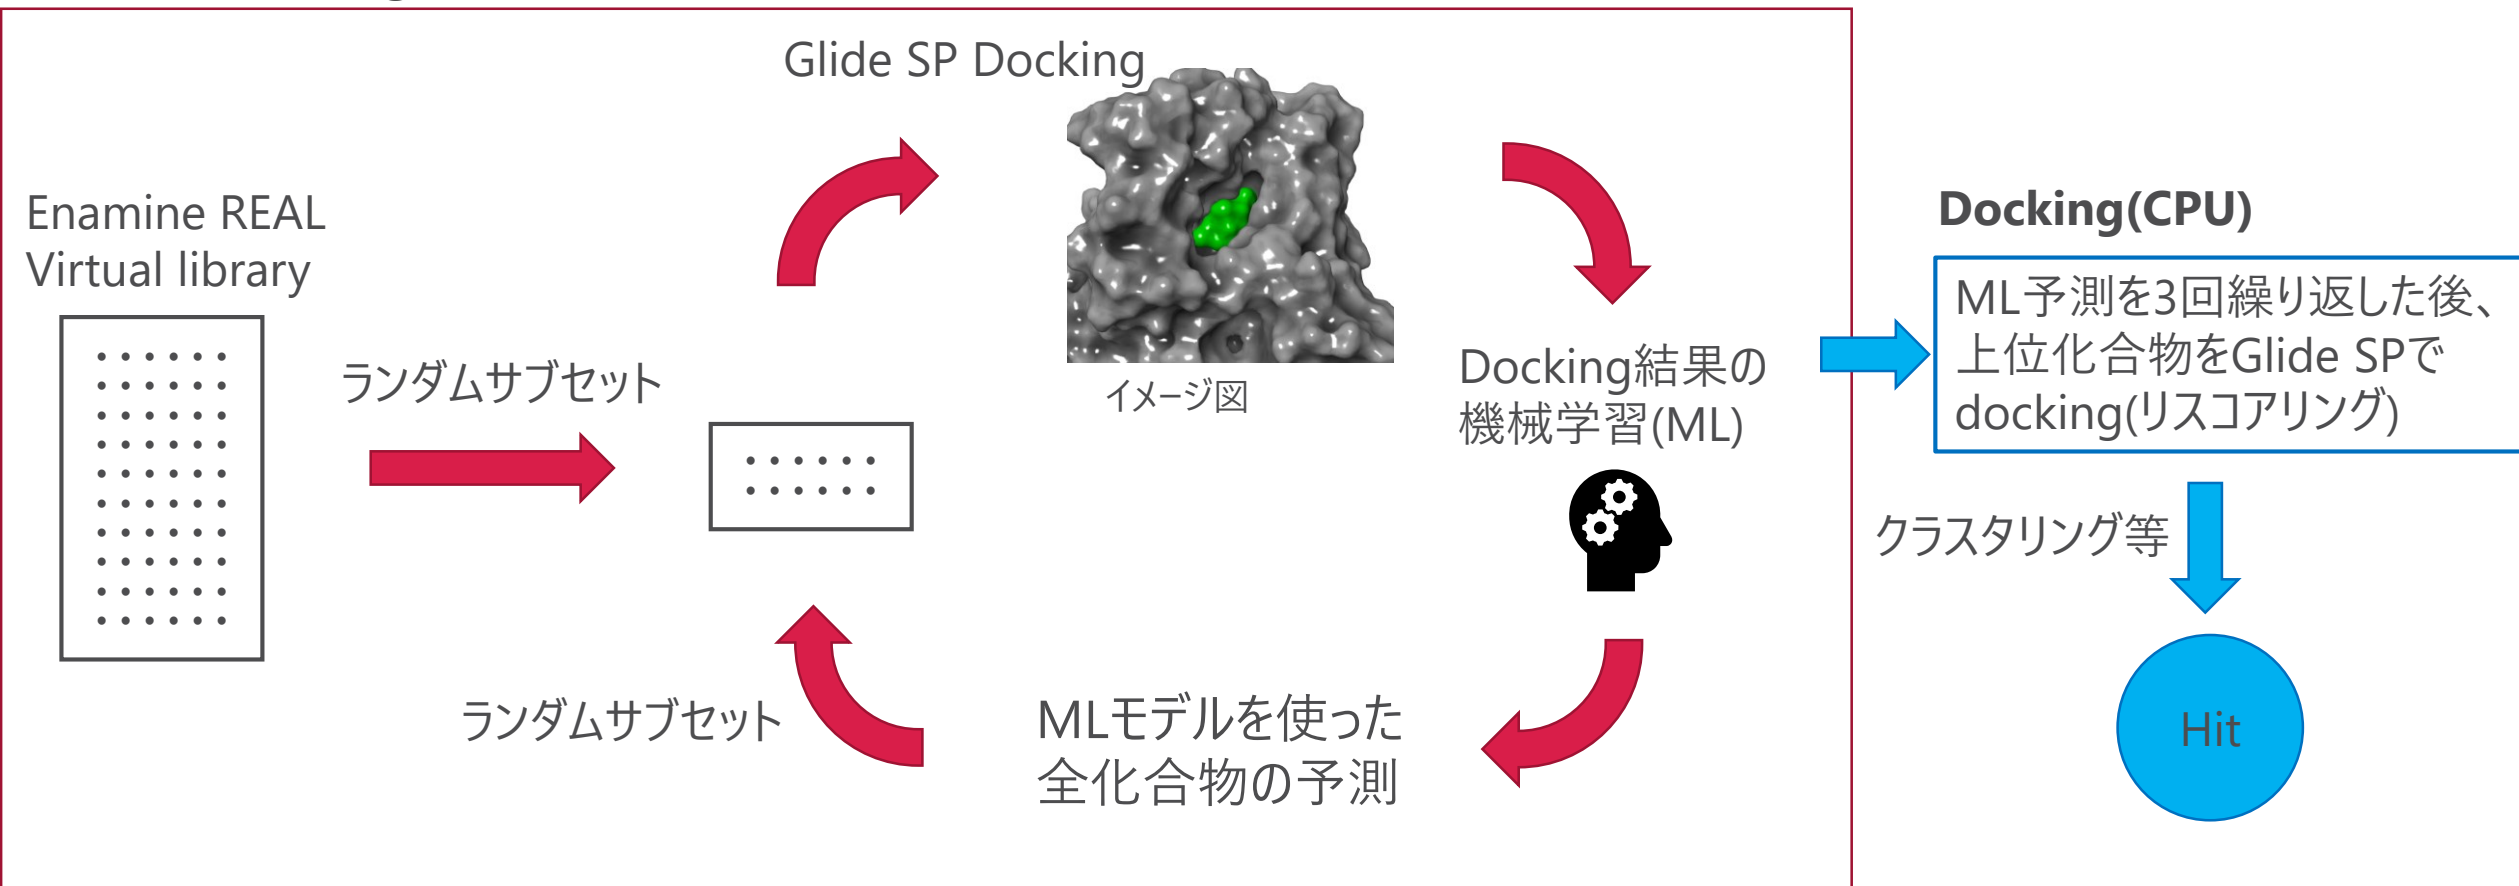 Glide SP Docking
Enamine REAL
Virtual library
ランダムサブセット
イメージ図
Docking結果の
機械学習(ML)
ランダムサブセット
MLモデルを使った
全化合物の予測
Docking(CPU)
ML予測を3回繰り返した後、
上位化合物をGlide SPで
docking(リスコアリング)
クラスタリング等
Hit